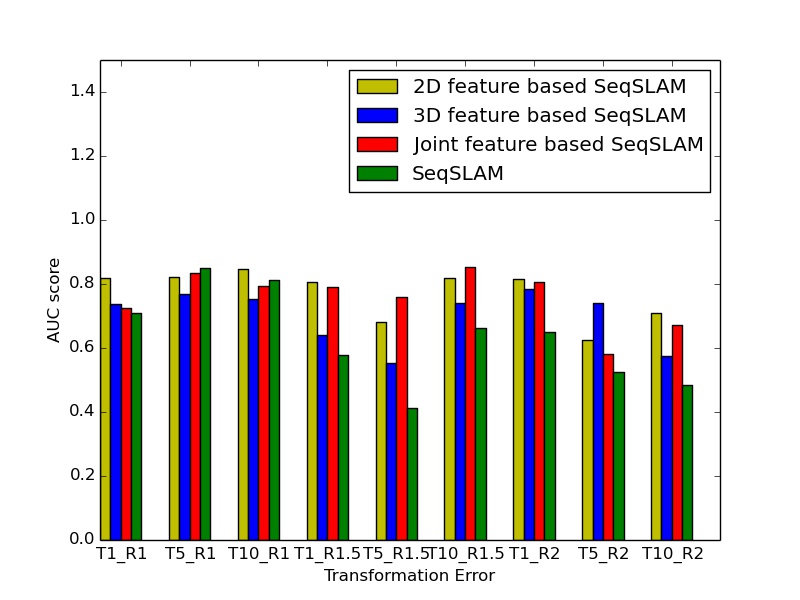 2D feature based SeqSLAM
3D feature based SeqSLAM
Joint feature based SeqSLAM
SeqSLAM
1.4
1.2
1.0
0.8
0.6
0.4
0.2
0.0
AUC score
T1_R1 T5_R1 T10_R1 T1_R1.5 T5_R1.5 T10_R1.5 T1_R2 T5_R2 T10_R2
Transformation Error